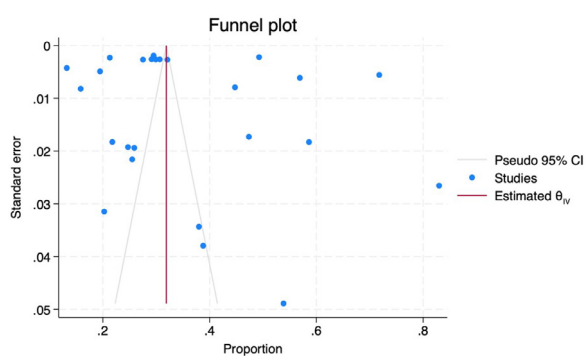 Funnel plot
0
.01
.02
.03
.04
.05
Standard error
.2
.4
.6
.8
Proportion
Pseudo 95% CI
Studies
Estimated θIV